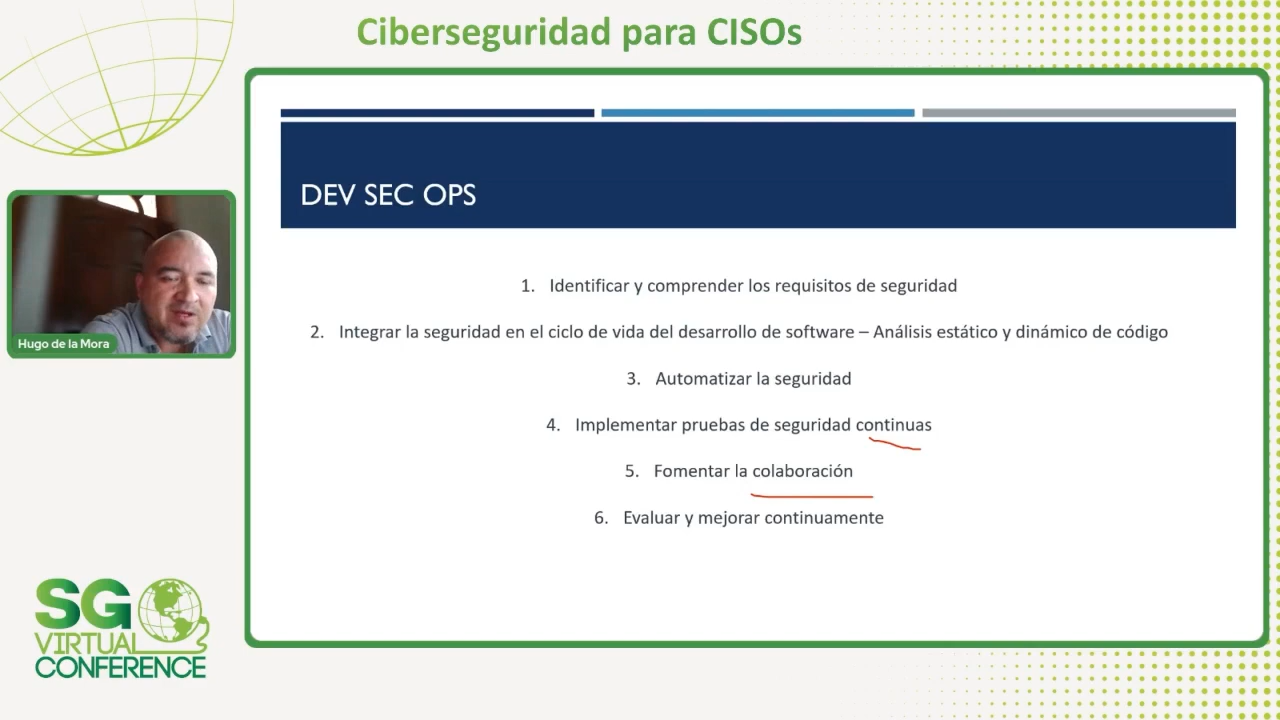 Ciberseguridad para CISOs
DEV SEC OPS
1. Identificar y comprender los requisitos de seguridad
2. Integrar la seguridad en el ciclo de vida del desarrollo de software – Análisis estático y dinámico de código
3. Automatizar la seguridad
4. Implementar pruebas de seguridad continuas
5. Fomentar la colaboración
6. Evaluar y mejorar continuamente
Hugo de la Mora
SG
VIRTUAL
CONFERENCE